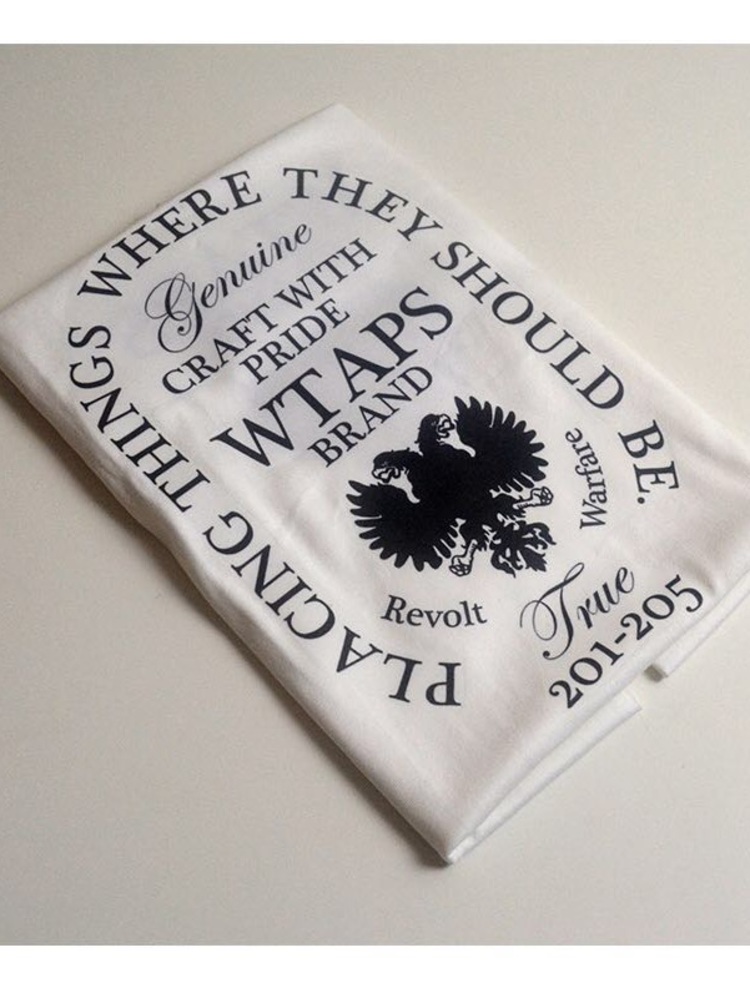 PLACING THINGS WHERE THEY SHOULD BE.
Genuine
CRAFT WITH
PRIDE
WTAPS
BRAND
Revolt
Warfare
True
201-205